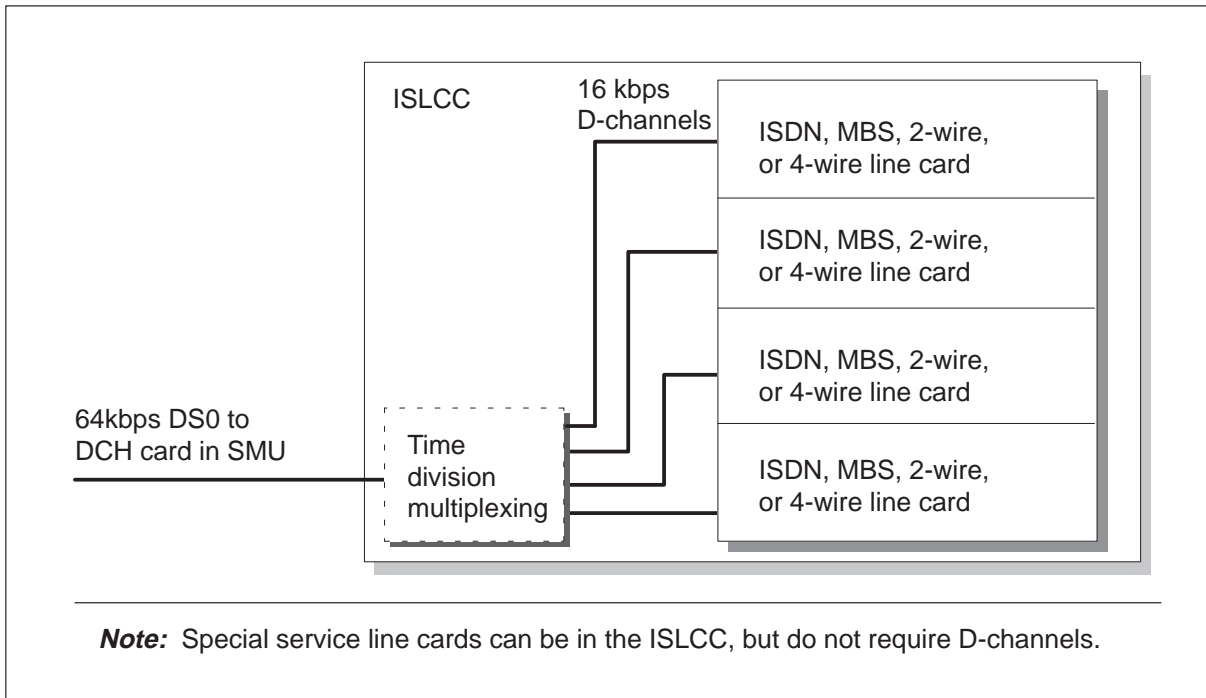 ISLCC
16 kbps
D-channels
ISDN, MBS, 2-wire,
or 4-wire line card
ISDN, MBS, 2-wire,
or 4-wire line card
ISDN, MBS, 2-wire,
or 4-wire line card
ISDN, MBS, 2-wire,
or 4-wire line card
64kbps DS0 to
DCH card in SMU
Time
division
multiplexing
Note: Special service line cards can be in the ISLCC, but do not require D-channels.